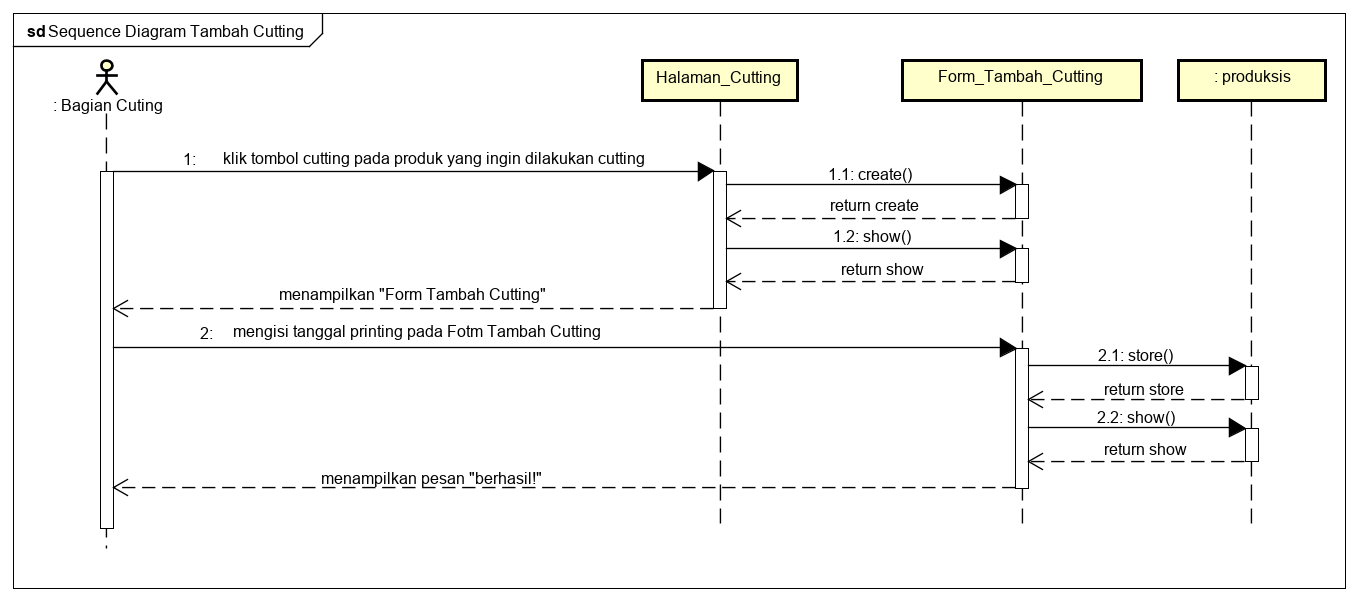 sd Sequence Diagram Tambah Cutting
: Bagian Cuting
Halaman_Cutting
Form_Tambah_Cutting
: produksis
1: klik tombol cutting pada produk yang ingin dilakukan cutting
1.1: create()
return create
1.2: show()
return show
menampilkan "Form Tambah Cutting"
2: mengisi tanggal printing pada Fotm Tambah Cutting
2.1: store()
return store
2.2: show()
return show
menampilkan pesan "berhasil!"